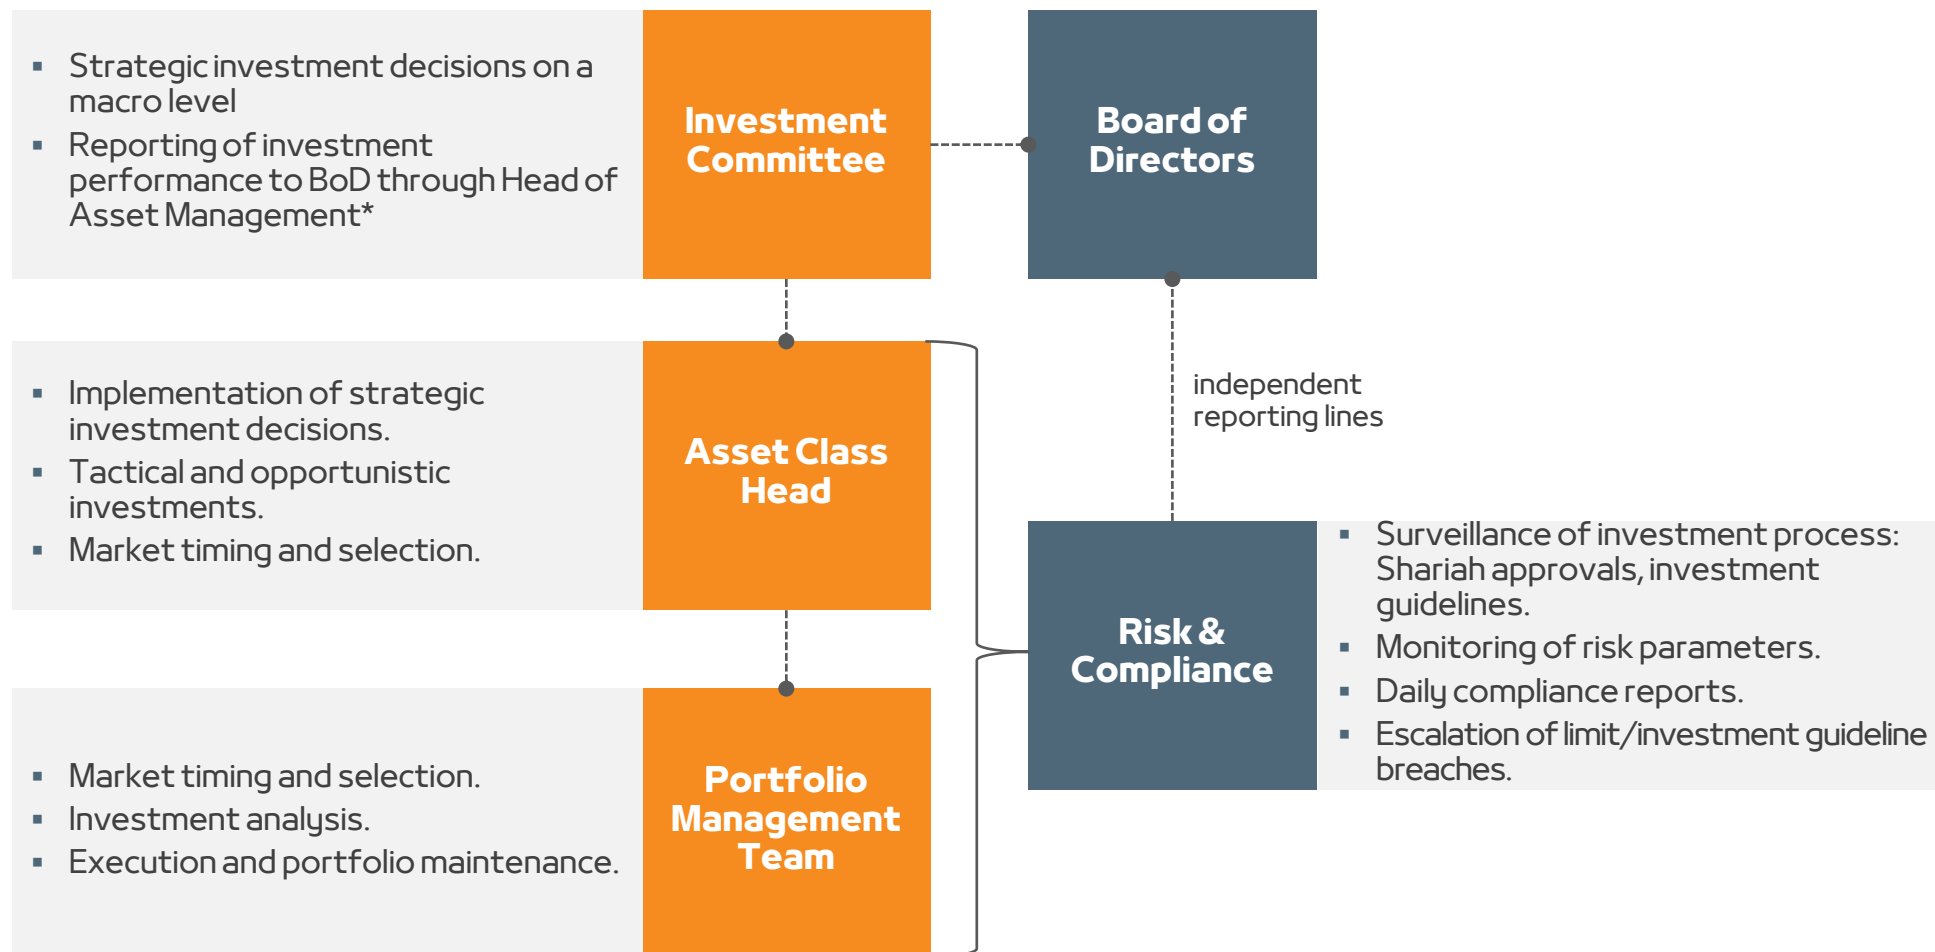 ▪ Strategic investment decisions on a
macro level
▪ Reporting of investment
performance to BoD through Head of
Asset Management*
Investment
Committee
Board of
Directors
▪ Implementation of strategic
investment decisions.
▪ Tactical and opportunistic
investments.
▪ Market timing and selection.
Asset Class
Head
independent
reporting lines
Risk &
Compliance
▪ Surveillance of investment process:
Shariah approvals, investment
guidelines.
▪ Monitoring of risk parameters.
▪ Daily compliance reports.
▪ Escalation of limit/investment guideline
breaches.
▪ Market timing and selection.
▪ Investment analysis.
▪ Execution and portfolio maintenance.
Portfolio
Management
Team